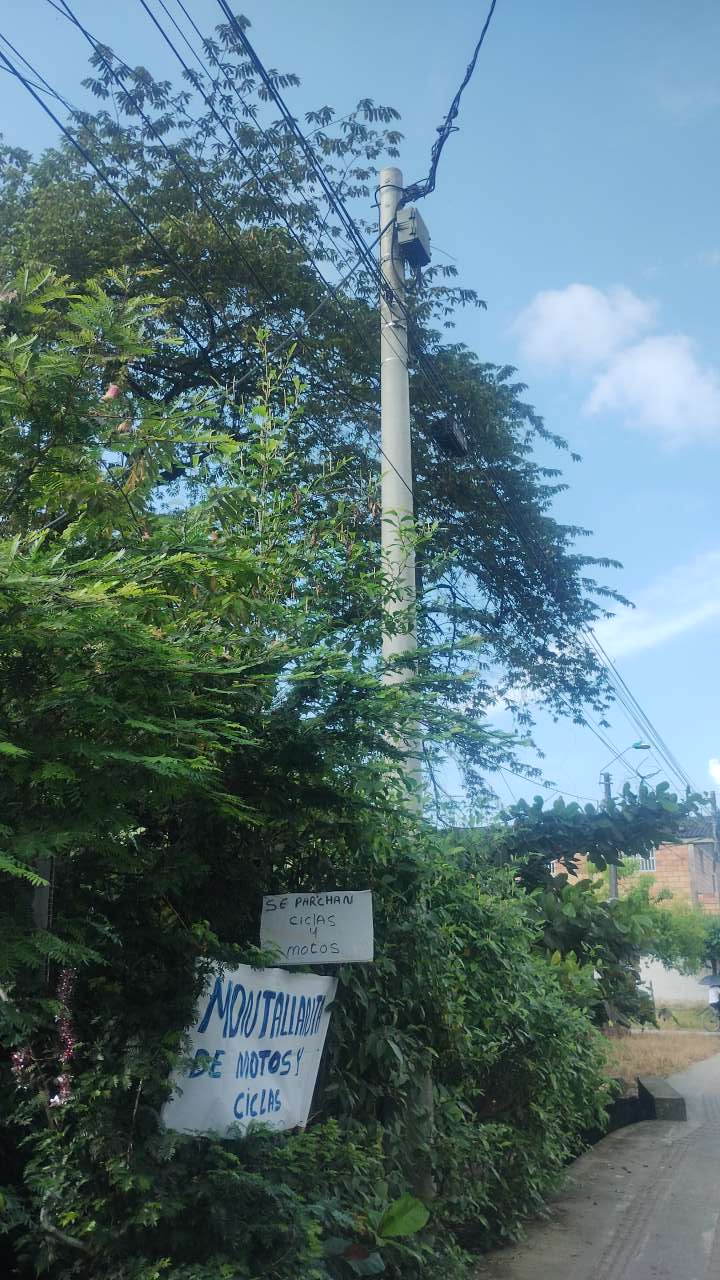 SE PARCHAN
CICLAS
Y
MOTOS
MONTALLANTA
DE MOTOS Y
CICLAS